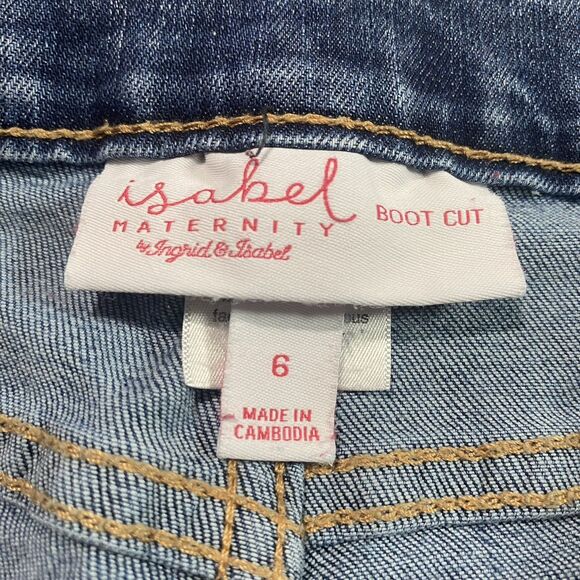 isabel
MATERNITY
by Ingrid & Isabel
BOOT CUT
6
MADE IN
CAMBODIA